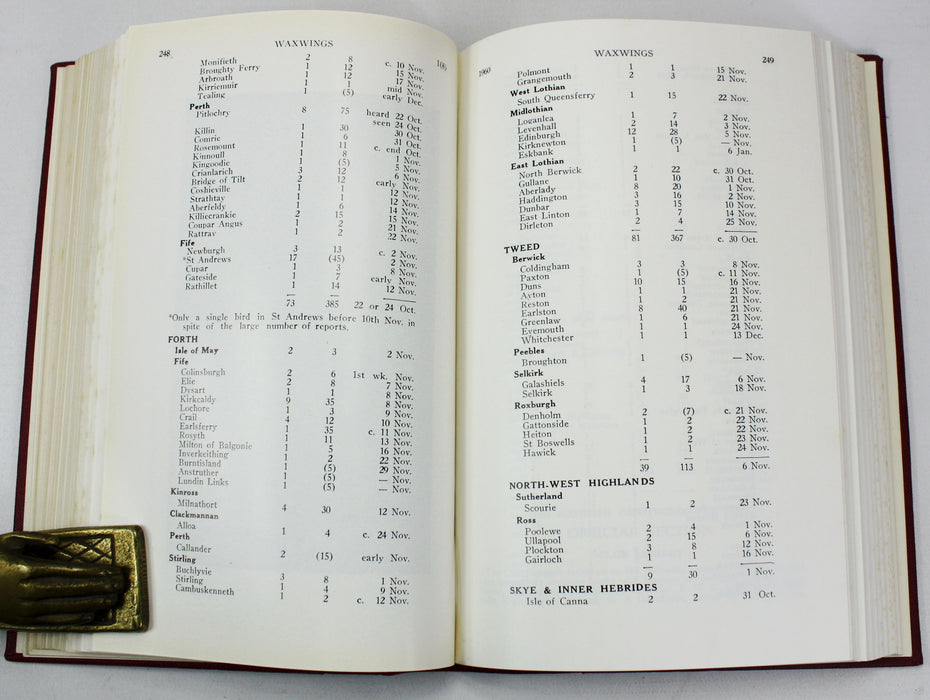 248 WAXWINGS
Monifieth 2 8 c. 10 Nov.
Broughty Ferry 1 12 15 Nov.
Arbroath 1 12 17 Nov.
Kirriemuir 1 1 mid Nov.
Tealing 1 (5) early Dec.
Perth
Pitlochry 8 75 heard 22 Oct.
seen 24 Oct.
Killin 1 30 30 Oct.
Comrie 1 6 31 Oct.
Rosemount 1 11 c. end Oct.
Kinnoull 1 8 1 Nov.
Kingoodie 1 (5) 5 Nov.
Crianlarich 3 12 6 Nov.
Bridge of Tilt 2 12 early Nov.
Coshieville 1 1 12 Nov.
Strathtay 1 1 12 Nov.
Aberfeldy 1 6 14 Nov.
Killiecrankie 2 15 15 Nov.
Coupar Angus 1 2 21 Nov.
Rattray 1 2 22 Nov.
Fife
Newburgh 3 13 c. 2 Nov.
*St Andrews 17 (45) 2 Nov.
Cupar 1 3 8 Nov.
Gateside 1 7 early Nov.
Rathillet 1 14 12 Nov.
73 385 22 or 24 Oct.
*Only a single bird in St Andrews before 10th Nov. in
spite of the large number of reports.
FORTH
Isle of May 2 3 2 Nov.
Fife
Colinsburgh 2 6 1st wk. Nov.
Elie 2 8 7 Nov.
Dysart 1 1 8 Nov.
Kirkcaldy 9 35 8 Nov.
Lochore 1 3 9 Nov.
Crail 4 12 10 Nov.
Earlsferry 1 35 c. 11 Nov.
Rosyth 1 11 13 Nov.
Milton of Balgonie 1 5 16 Nov.
Inverkeithing 1 2 22 Nov.
Burntisland 1 (5) 29 Nov.
Anstruther 1 (5) — Nov.
Lundin Links 1 (5) — Nov.
Kinross
Milnathort 4 30 12 Nov.
Clackmannan
Alloa 1 4 c. 24 Nov.
Perth
Callander 2 (15) early Nov.
Stirling
Buchlyvie 3 8 1 Nov.
Stirling 1 4 9 Nov.
Cambuskenneth 1 2 c. 12 Nov.
1960 WAXWINGS 249
Polmont 1 1 15 Nov.
Grangemouth 2 3 21 Nov.
West Lothian
South Queensferry 1 15 22 Nov.
Midlothian
Loganlea 1 7 2 Nov.
Levenhall 2 14 3 Nov.
Edinburgh 12 28 5 Nov.
Kirknewton 1 (5) — Nov.
Eskbank 1 1 6 Jan.
East Lothian
North Berwick 2 22 c. 30 Oct.
Gullane 1 10 31 Oct.
Aberlady 8 20 1 Nov.
Haddington 3 16 2 Nov.
Dunbar 3 15 10 Nov.
East Linton 1 7 14 Nov.
Dirleton 2 4 25 Nov.
81 367 c. 30 Oct.
TWEED
Berwick
Coldingham 3 3 8 Nov.
Paxton 1 (5) c. 11 Nov.
Duns 10 15 16 Nov.
Ayton 1 1 21 Nov.
Reston 1 2 21 Nov.
Earlston 8 40 21 Nov.
Greenlaw 1 6 21 Nov.
Eyemouth 1 1 24 Nov.
Whitchester 1 1 13 Dec.
Peebles
Broughton 1 (5) — Nov.
Selkirk
Galashiels 4 17 6 Nov.
Selkirk 1 3 18 Nov.
Roxburgh
Denholm 2 (7) c. 21 Nov.
Gattonside 1 2 22 Nov.
Heiton 1 2 22 Nov.
St Boswells 1 2 23 Nov.
Hawick 1 1 24 Nov.
39 113 6 Nov.
NORTH-WEST HIGHLANDS
Sutherland
Scourie 1 2 23 Nov.
Ross
Poolewe 2 4 1 Nov.
Ullapool 2 15 6 Nov.
Plockton 3 8 12 Nov.
Gairloch 1 1 16 Nov.
9 30 1 Nov.
SKYE & INNER HEBRIDES
Isle of Canna 2 2 31 Oct.